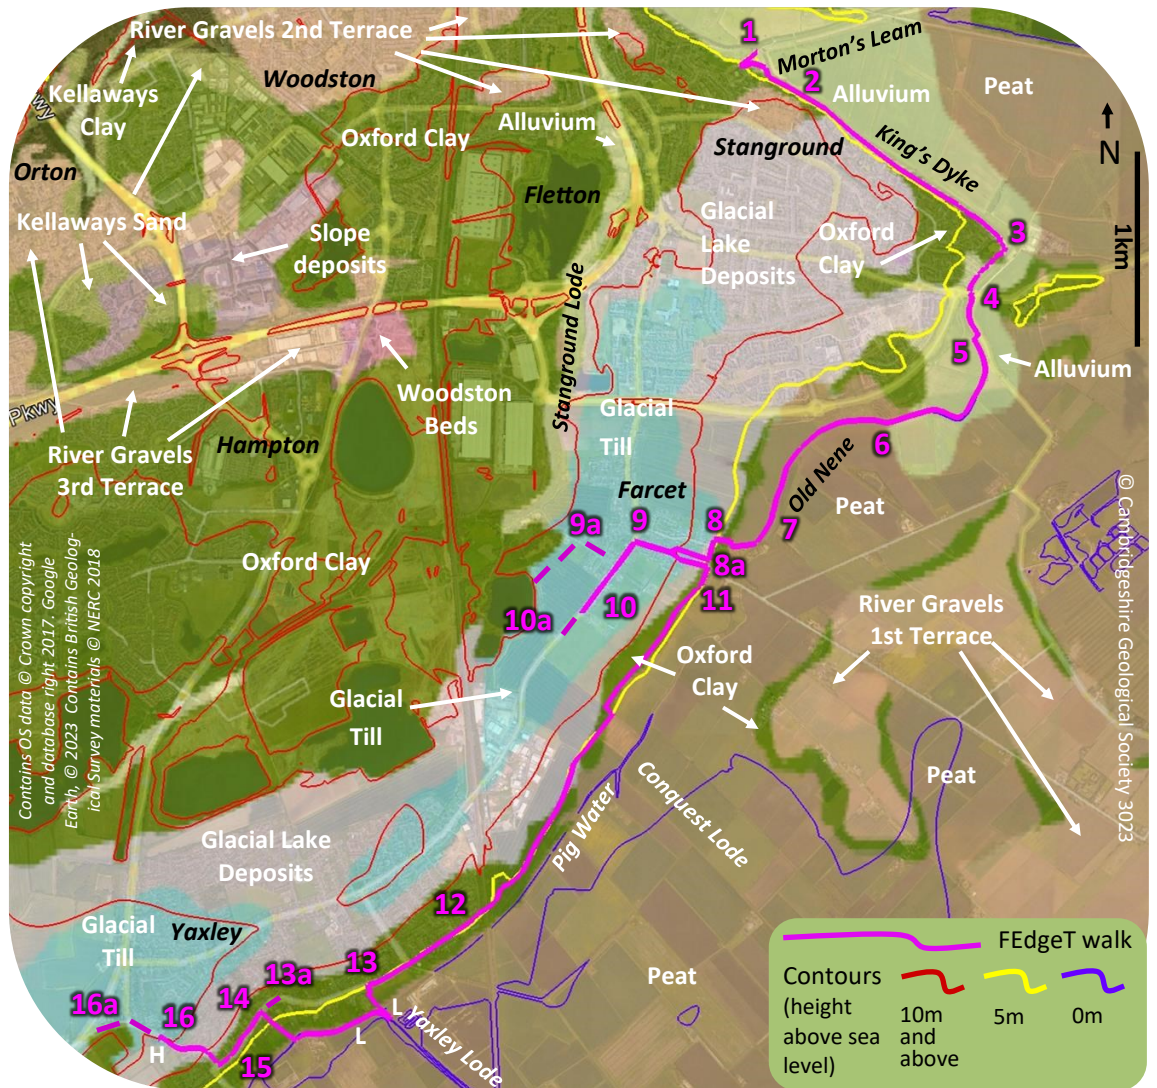 River Gravels 2nd Terrace
1
Morton's Leam
Woodston
2
Peat
Kellaways
Clay
Alluvium
Pkwy
Alluvium
Oxford Clay
King's Dyke
N
Stanground
Orton
Fletton
Kellaways Sand
Glacial
Lake
Deposits
Oxford
Clay
3
1km
Slope
deposits
4
Stanground Lode
5
Alluvium
Woodston
Beds
Pkwy
Glacial
Till
Hampton
6
River Gravels
3rd Terrace
Old Nene
Farcet
Peat
9a
9
8
7
Oxford Clay
8a
10a
10
11
River Gravels
1st Terrace
Oxford
Clay
Glacial
Till
Contains OS data © Crown copyright
and database right 2017. Google
Earth, © 2023 Contains British Geolog-
ical Survey materials © NERC 2018
© Cambridgeshire Geological Society 3023
Conquest Lode
Peat
Pig Water
Glacial Lake
Deposits
12
Glacial
Till
Yaxley
13
13a
Peat
14
16a
16
L
Yaxley Lode
L
H
15
FEdgeT walk
Contours
(height
above sea
level)
10m
and
above
5m
0m